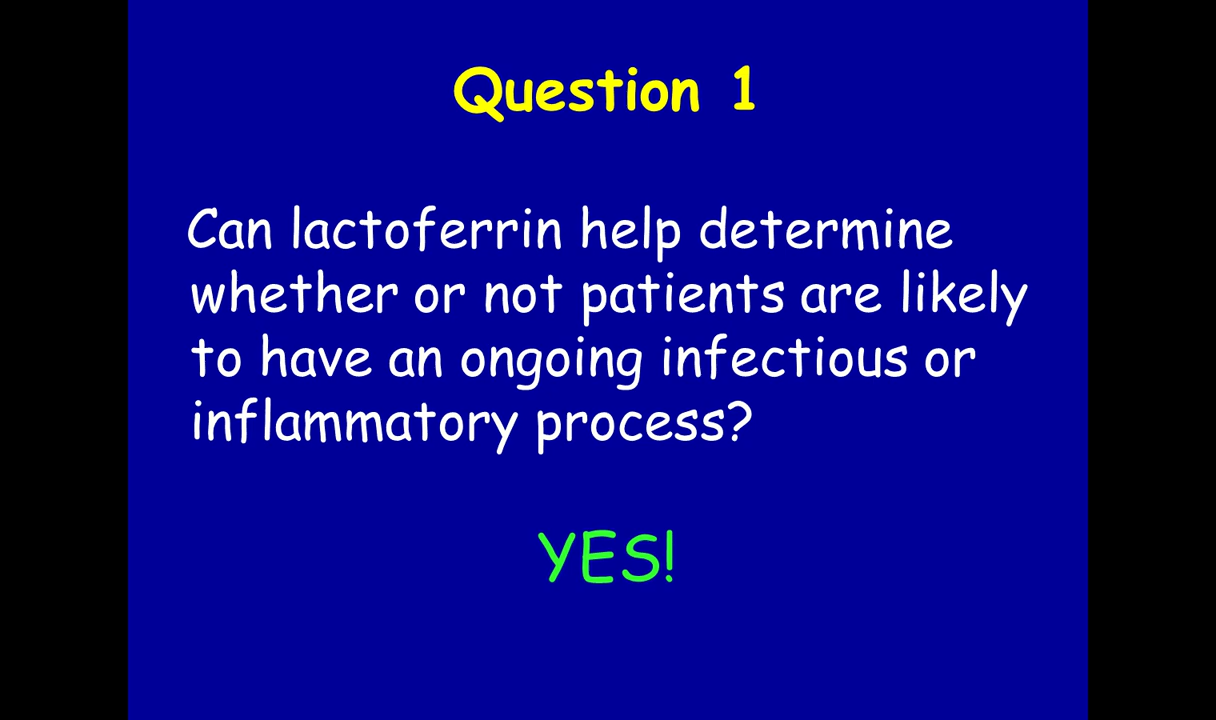 Question 1
Can lactoferrin help determine
whether or not patients are likely
to have an ongoing infectious or
inflammatory process?
YES!